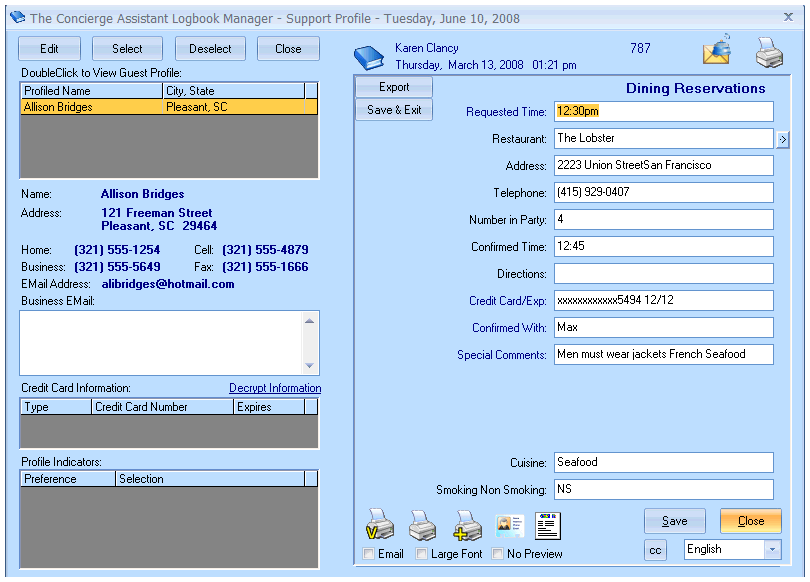 The Concierge Assistant Logbook Manager - Support Profile - Tuesday, June 10, 2008
Edit Select Deselect Close
DoubleClick to View Guest Profile:
Profiled Name City, State
Allison Bridges Pleasant, SC
Name: Allison Bridges
Address: 121 Freeman Street
Pleasant, SC 29464
Home: (321) 555-1254 Cell: (321) 555-4879
Business: (321) 555-5649 Fax: (321) 555-1666
EMail Address: alibridges@hotmail.com
Business EMail:
Credit Card Information: Decrypt Information
Type Credit Card Number Expires
Profile Indicators:
Preference Selection
Karen Clancy 787
Thursday, March 13, 2008 01:21 pm
Export Dining Reservations
Save & Exit
Requested Time: 12:30pm
Restaurant: The Lobster
Address: 2223 Union StreetSan Francisco
Telephone: (415) 929-0407
Number in Party: 4
Confirmed Time: 12:45
Directions:
Credit Card/Exp: xxxxxxxxxxxx5494 12/12
Confirmed With: Max
Special Comments: Men must wear jackets French Seafood
Cuisine: Seafood
Smoking Non Smoking: NS
Save Close
Email Large Font No Preview cc English